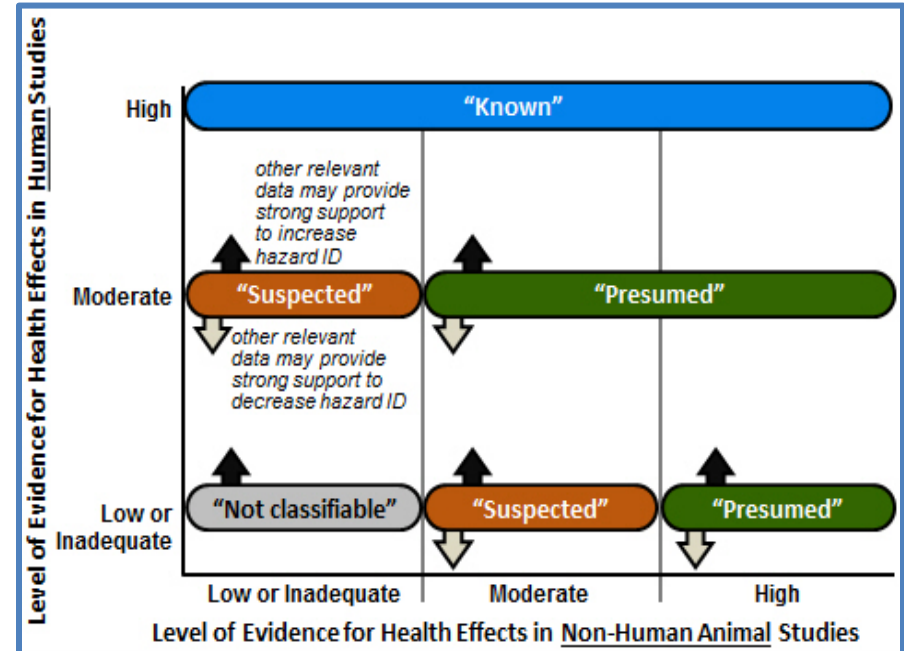 Level of Evidence for Health Effects in Human Studies
High
“Known”
other relevant
data may provide
strong support
to increase
hazard ID
Moderate
“Suspected”
“Presumed”
other relevant
data may provide
strong support to
decrease hazard ID
Low or
Inadequate
“Not classifiable”
“Suspected”
“Presumed”
Low or Inadequate
Moderate
High
Level of Evidence for Health Effects in Non-Human Animal Studies